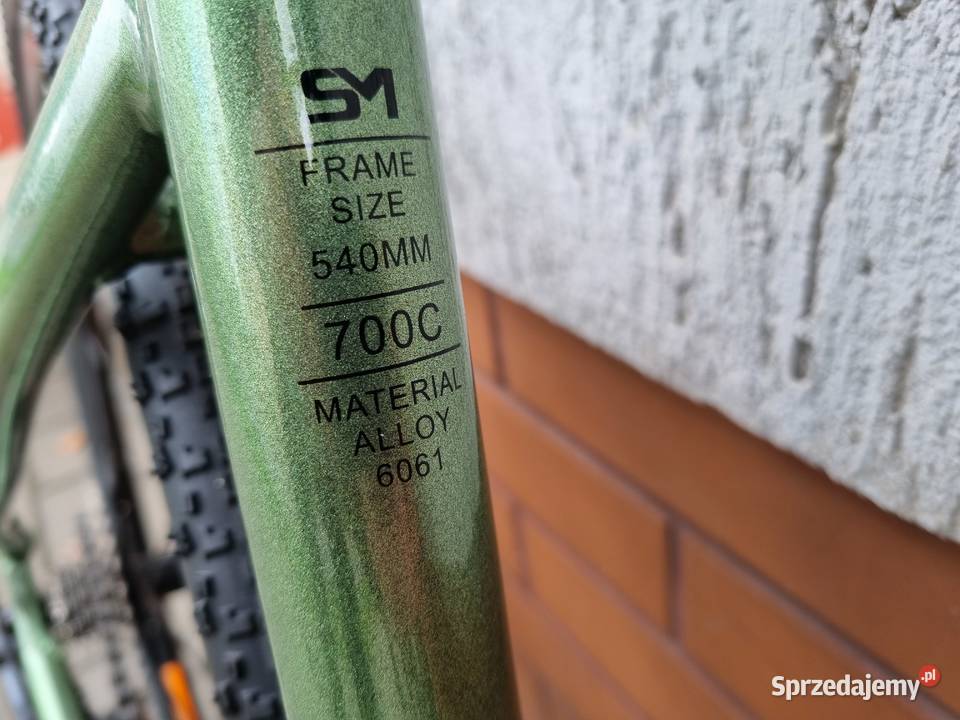 SM
FRAME
SIZE
540MM
700C
MATERIAL
ALLOY
6061
Sprzedajemy.pl